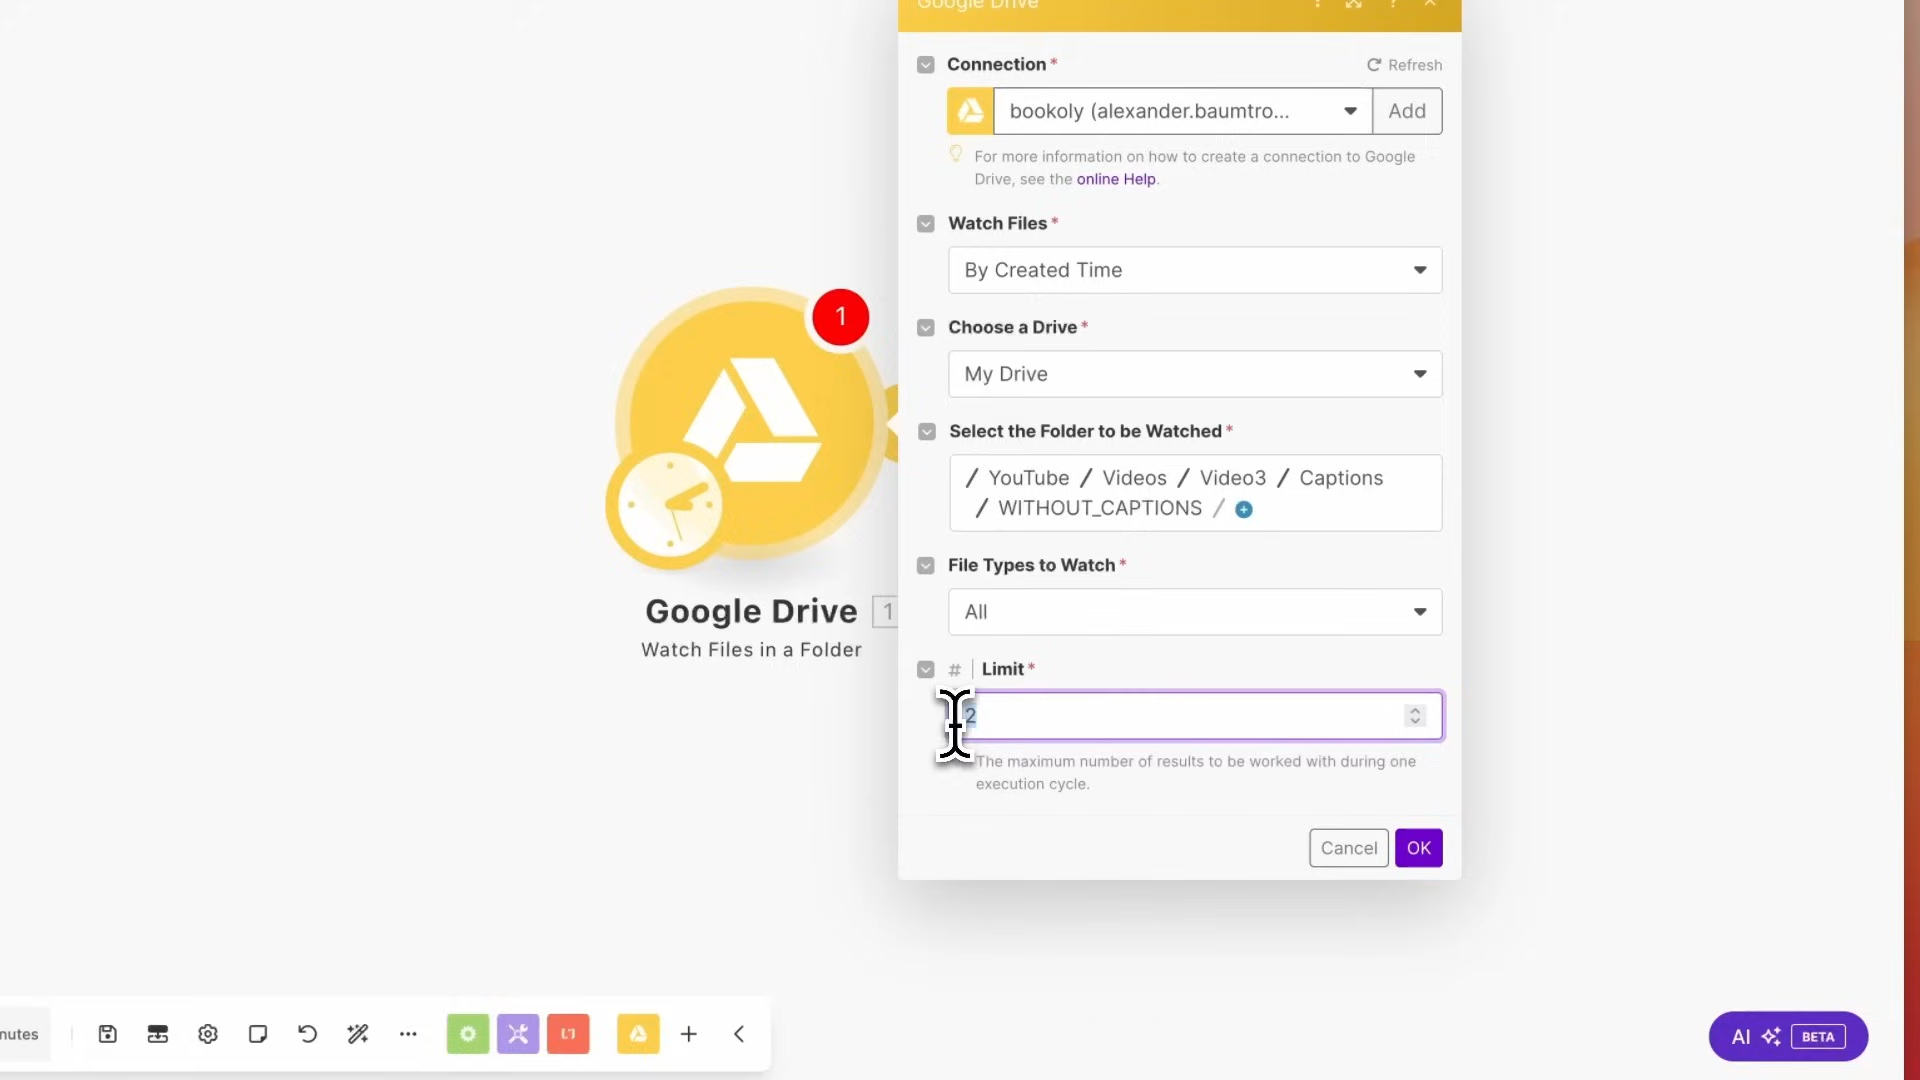 Google Drive
?
Connection *
Refresh
bookoly (alexander.baumtro...
Add
For more information on how to create a connection to Google
Drive, see the online Help.
Watch Files *
By Created Time
Choose a Drive *
My Drive
Select the Folder to be Watched *
/ YouTube / Videos / Video3 / Captions
/ WITHOUT_CAPTIONS /
File Types to Watch *
All
# | Limit *
2
The maximum number of results to be worked with during one
execution cycle.
Cancel
OK
1
Google Drive 1
Watch Files in a Folder
nutes
AI BETA